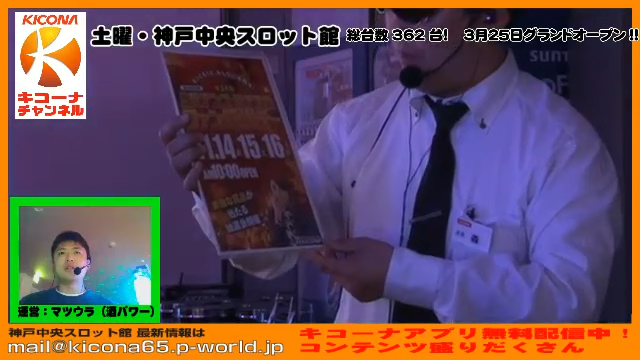 KICONA
キコーナ
チャンネル
土曜・神戸中央スロット館 総台数 362 台! 3月25日グランドオープン!!
.14.15.16
AM10:00 OPEN
運営：マツウラ（酒パワー）
神戸中央スロット館 最新情報は
mail@kicona65.p-world.jp
キコーナアプリ無料配信中！
コンテンツ盛りだくさん